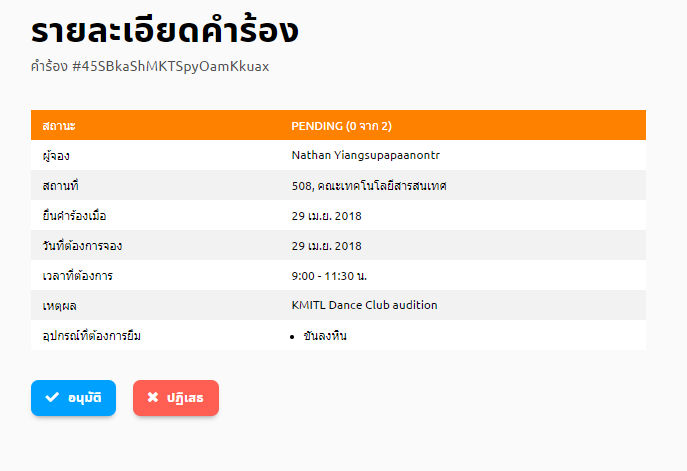 รายละเอียดคำร้อง
คำร้อง #45SBkaShMKTSpyOamKkuax
สถานะ PENDING (0 จาก 2)
ผู้จอง Nathan Yiangsupapaanontr
สถานที่ 508, คณะเทคโนโลยีสารสนเทศ
ยื่นคำร้องเมื่อ 29 เม.ย. 2018
วันที่ต้องการจอง 29 เม.ย. 2018
เวลาที่ต้องการ 9:00 - 11:30 น.
เหตุผล KMITL Dance Club audition
อุปกรณ์ที่ต้องการยืม • ขันลงหิน
อนุมัติ ปฏิเสธ